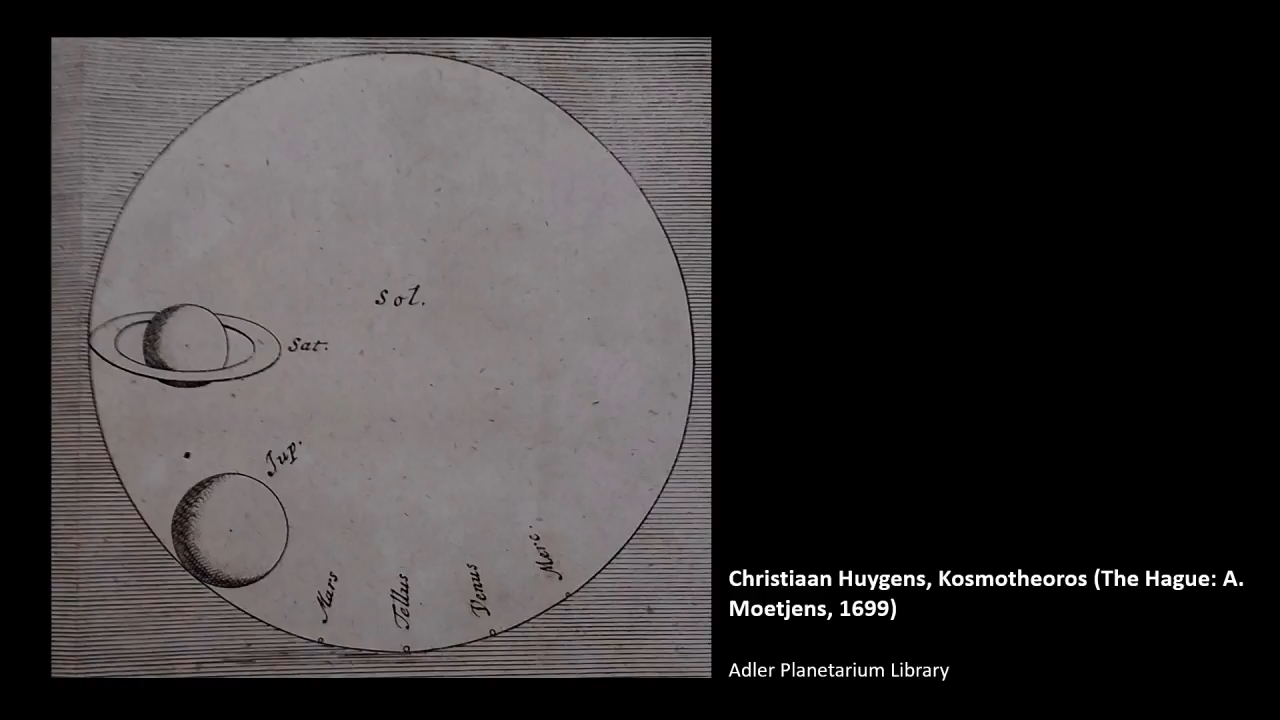 Sol.
Sat.
Jup.
Mars
Tellus
Venus
Merc.
Christiaan Huygens, Kosmotheoros (The Hague: A.
Moetjens, 1699)
Adler Planetarium Library